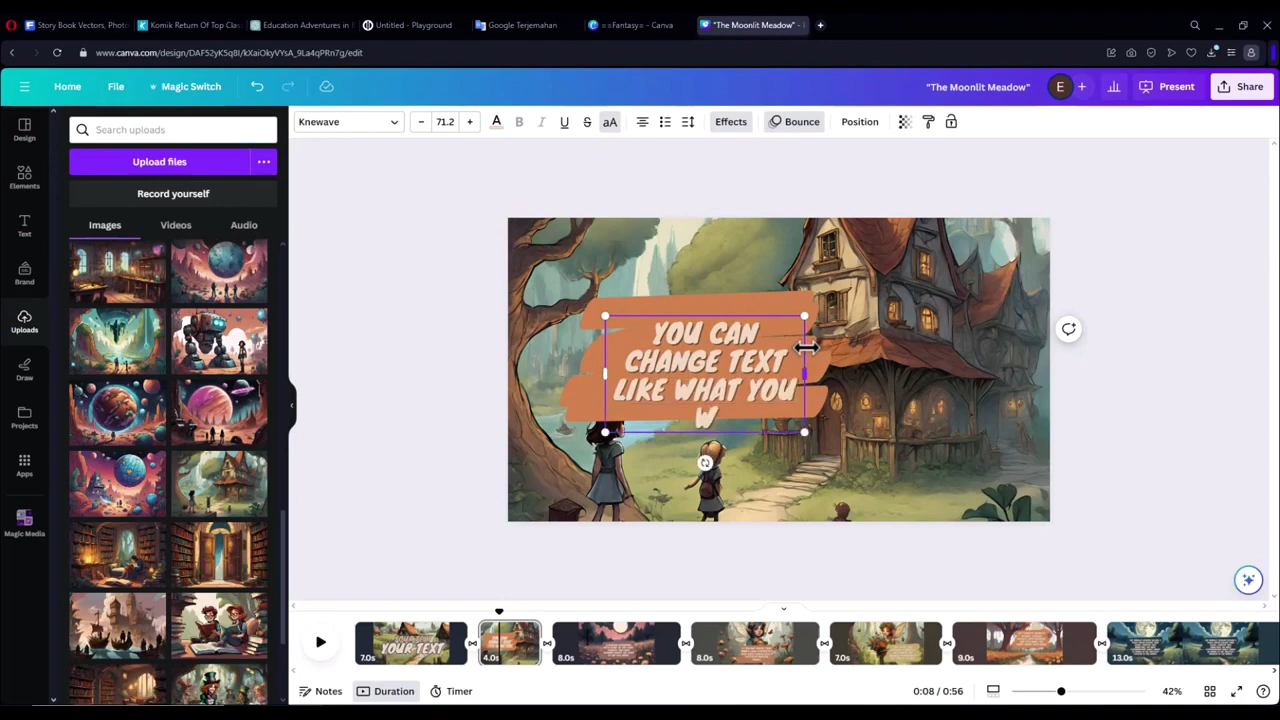 Story Book Vectors, Phot
Komik Return Of Top Clas
Education Adventures in
Untitled - Playground
Google Terjemahan
==Fantasy= - Canva
"The Moonlit Meadow" -
www.canva.com/design/DAF52yK5q8I/kXaiOkyVYsA_9La4qPRn7g/edit
Home
File
Magic Switch
"The Moonlit Meadow"
E
Present
Share
Design
Elements
Text
Brand
Uploads
Draw
Projects
Apps
Magic Media
Search uploads
Upload files
Record yourself
Images
Videos
Audio
Knewave
71.2
A
B
I
U
S
aA
Effects
Bounce
Position
YOU CAN
CHANGE TEXT
LIKE WHAT YOU
W
7.0s
YOUR TEXT
4.0s
8.0s
8.0s
7.0s
9.0s
13.0s
Notes
Duration
Timer
0:08 / 0:56
42%